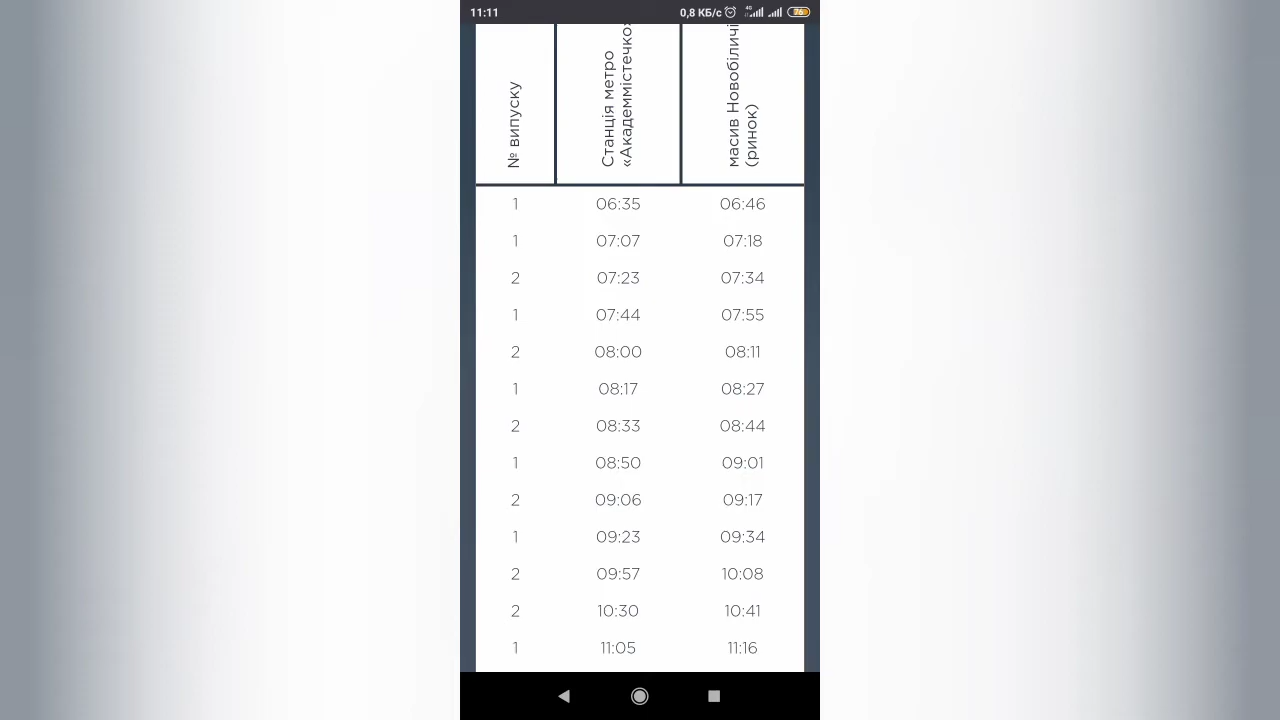 11:11 0,8 КБ/с 4G 76
№ випуску
Станція метро
«Академмістечко»
масив Новобіличі
(ринок)
1 06:35 06:46
1 07:07 07:18
2 07:23 07:34
1 07:44 07:55
2 08:00 08:11
1 08:17 08:27
2 08:33 08:44
1 08:50 09:01
2 09:06 09:17
1 09:23 09:34
2 09:57 10:08
2 10:30 10:41
1 11:05 11:16